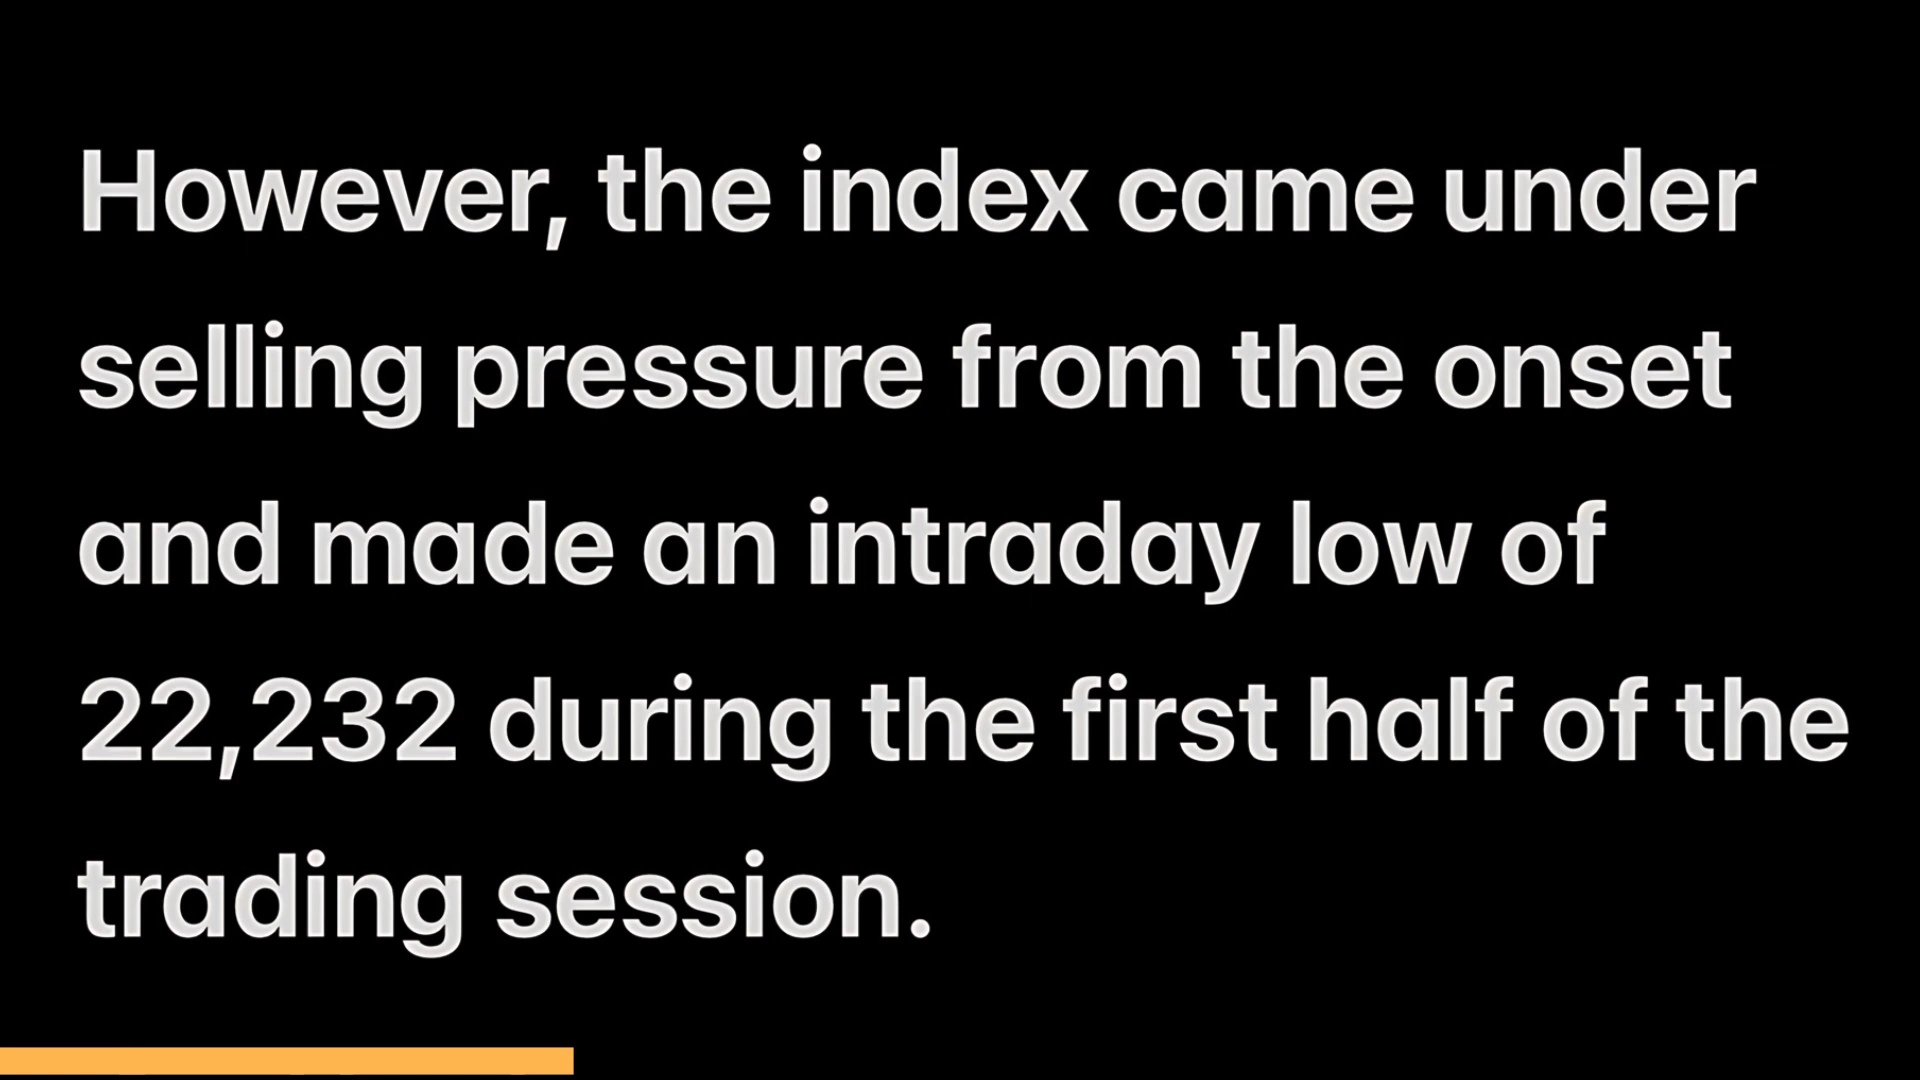 However, the index came under
selling pressure from the onset
and made an intraday low of
22,232 during the first half of the
trading session.